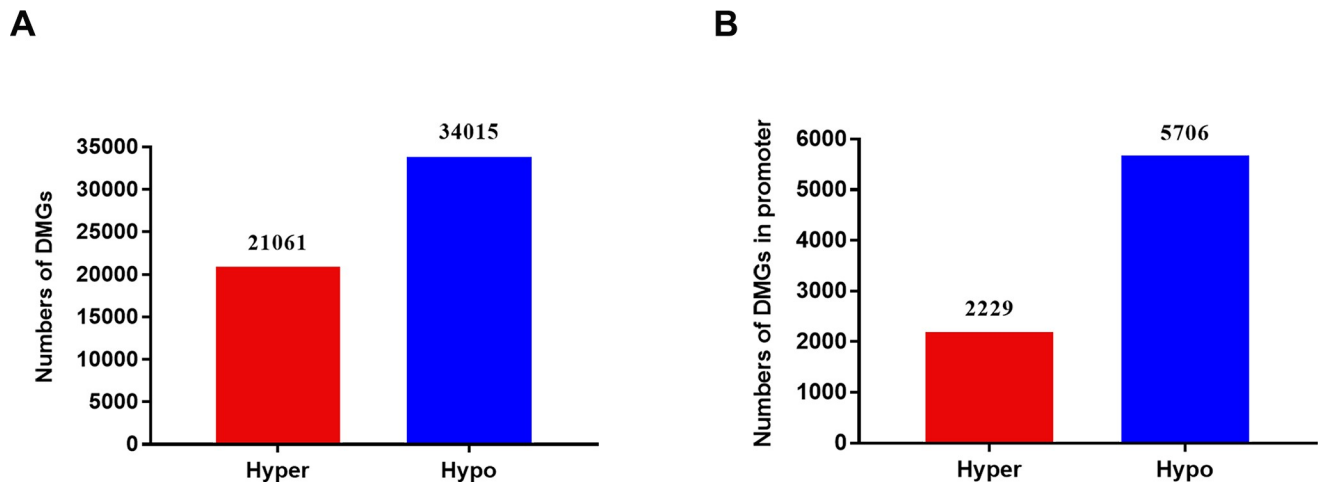 A
Numbers of DMGs
35000
30000
25000
20000
15000
10000
5000
0
21061
34015
Hyper
Hypo
B
Numbers of DMGs in promoter
6000
5000
4000
3000
2000
1000
0
2229
5706
Hyper
Hypo